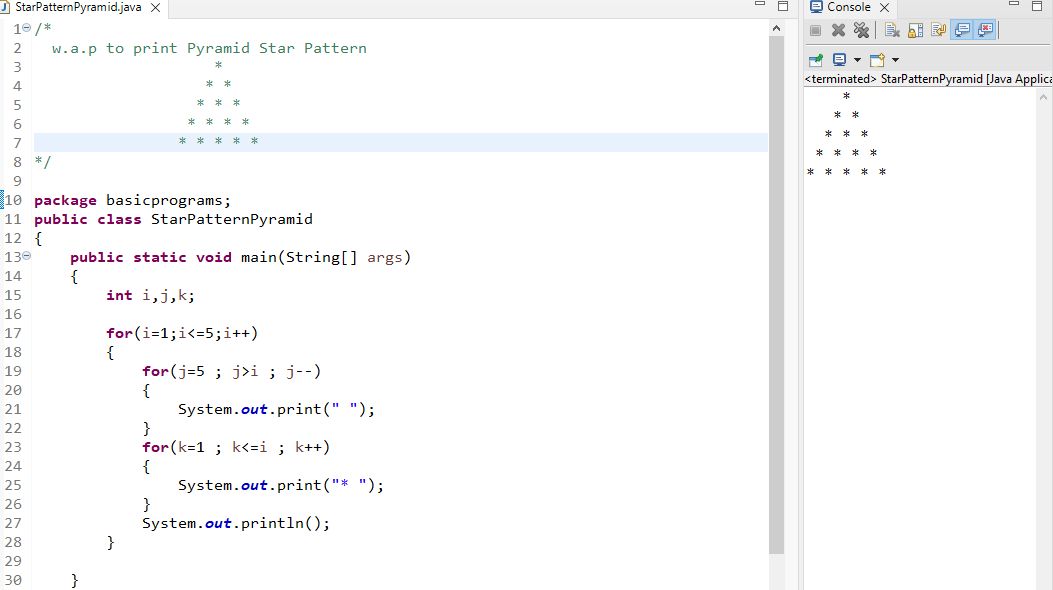 StarPatternPyramid.java
1 /*
2   w.a.p to print Pyramid Star Pattern
3                     *
4                    * *
5                   * * *
6                  * * * *
7                 * * * * *
8 */
9
10 package basicprograms;
11 public class StarPatternPyramid
12 {
13     public static void main(String[] args)
14     {
15         int i,j,k;
16
17         for(i=1;i<=5;i++)
18         {
19             for(j=5 ; j>i ; j--)
20             {
21                 System.out.print(" ");
22             }
23             for(k=1 ; k<=i ; k++)
24             {
25                 System.out.print("* ");
26             }
27             System.out.println();
28         }
29
30     }
Console
<terminated> StarPatternPyramid [Java Applica
    *
   * *
  * * *
 * * * *
* * * * *